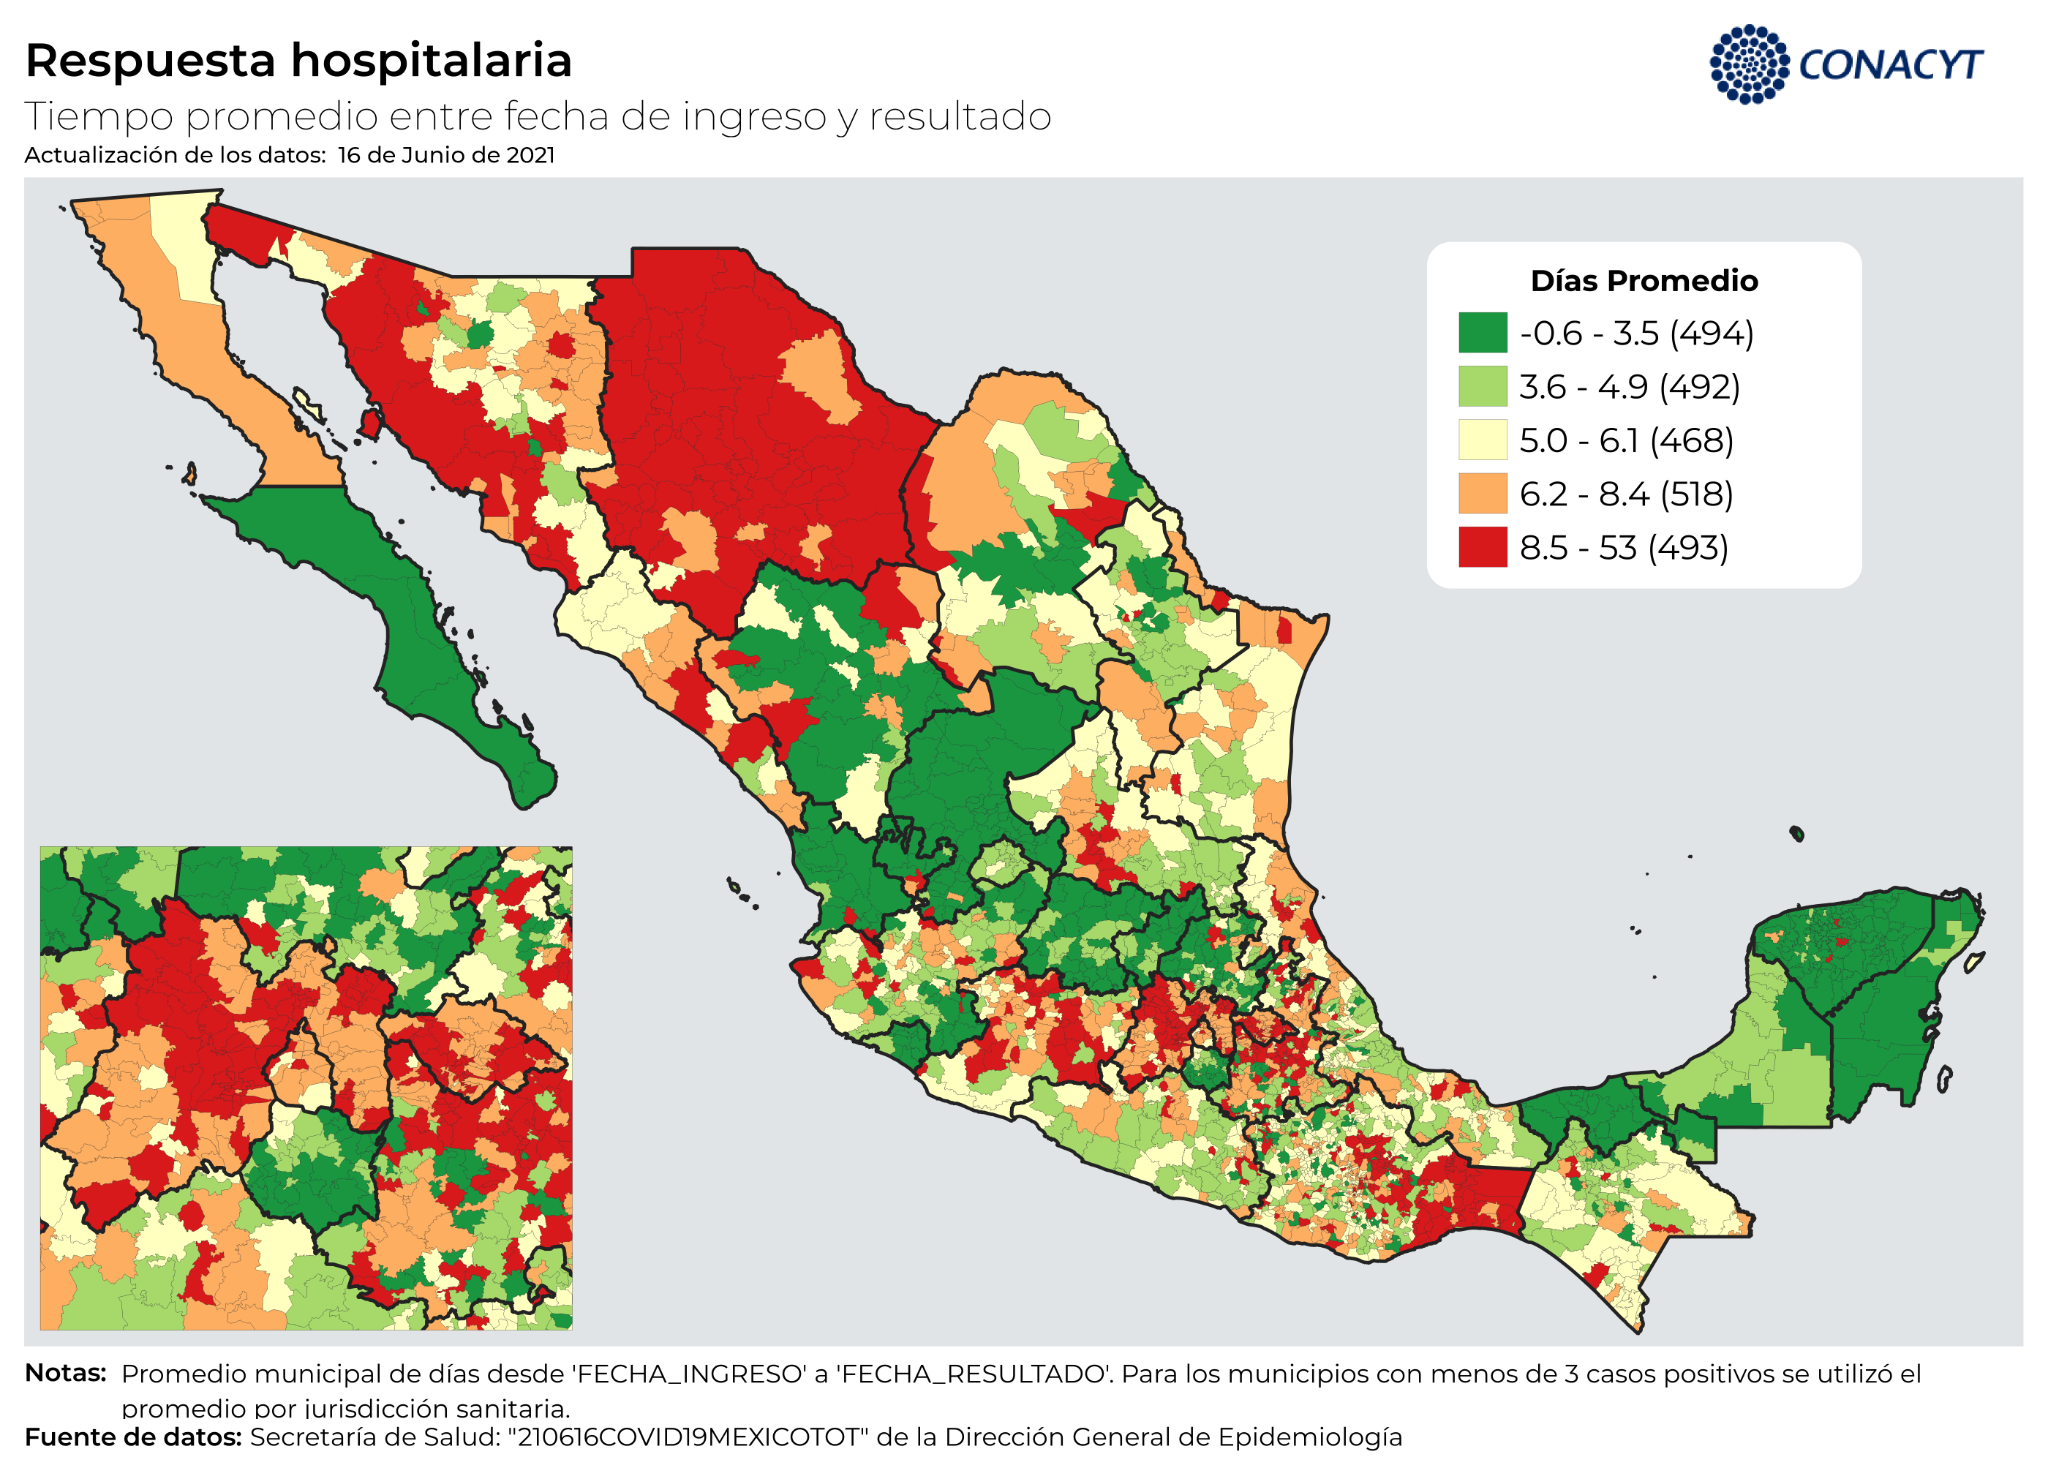 Respuesta hospitalaria
CONACYT
Tiempo promedio entre fecha de ingreso y resultado
Actualización de los datos: 16 de Junio de 2021
Días Promedio
-0.6 - 3.5 (494)
3.6 - 4.9 (492)
5.0 - 6.1 (468)
6.2 - 8.4 (518)
8.5 - 53 (493)
Notas: Promedio municipal de días desde 'FECHA_INGRESO' a 'FECHA_RESULTADO'. Para los municipios con menos de 3 casos positivos se utilizó el
promedio por jurisdicción sanitaria.
Fuente de datos: Secretaría de Salud: "210616COVID19MEXICOTOT" de la Dirección General de Epidemiología